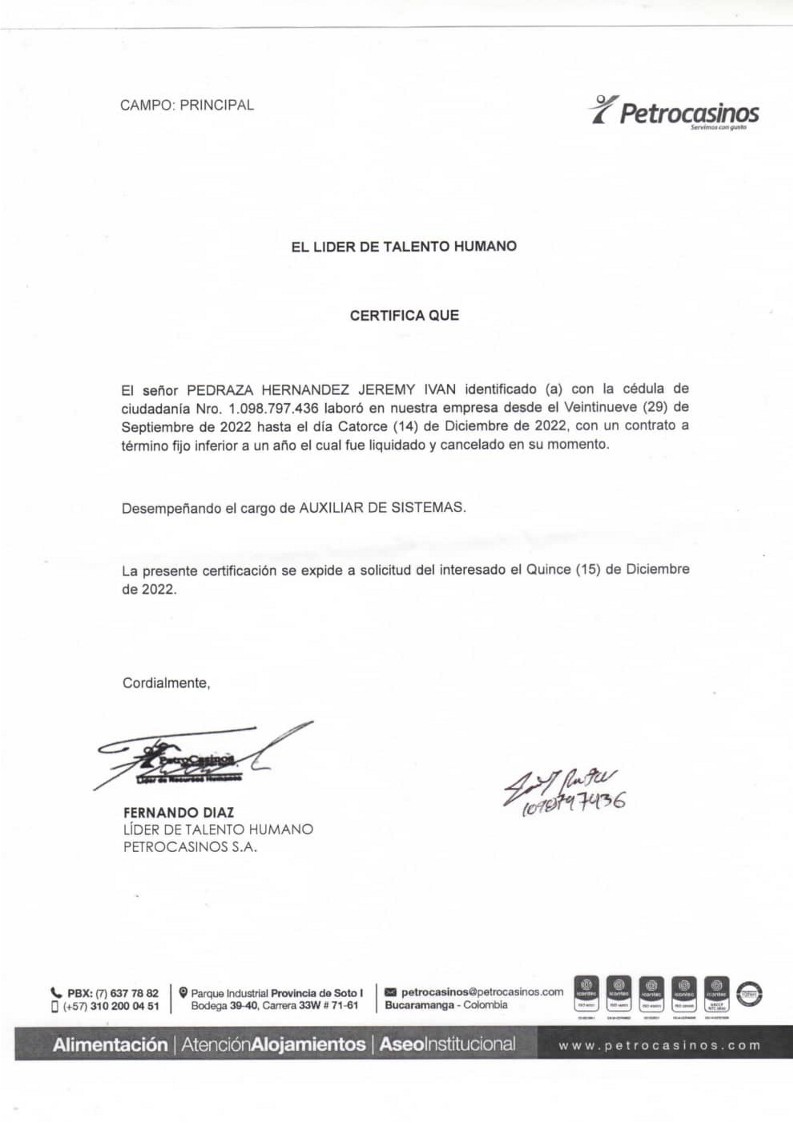 CAMPO: PRINCIPAL
Petrocasinos
Servimos con gusto
EL LIDER DE TALENTO HUMANO
CERTIFICA QUE
El señor PEDRAZA HERNANDEZ JEREMY IVAN identificado (a) con la cédula de
ciudadanía Nro. 1.098.797.436 laboró en nuestra empresa desde el Veintinueve (29) de
Septiembre de 2022 hasta el día Catorce (14) de Diciembre de 2022, con un contrato a
término fijo inferior a un año el cual fue liquidado y cancelado en su momento.
Desempeñando el cargo de AUXILIAR DE SISTEMAS.
La presente certificación se expide a solicitud del interesado el Quince (15) de Diciembre
de 2022.
Cordialmente,
PetroCasinos
Líder de Recursos Humanos
1098797436
FERNANDO DIAZ
LÍDER DE TALENTO HUMANO
PETROCASINOS S.A.
PBX: (7) 637 78 82
(+57) 310 200 04 51
Parque Industrial Provincia de Soto I
Bodega 39-40, Carrera 33W # 71-61
petrocasinos@petrocasinos.com
Bucaramanga - Colombia
icontec icontec icontec icontec icontec
Alimentación | AtenciónAlojamientos | AseoInstitucional
www.petrocasinos.com